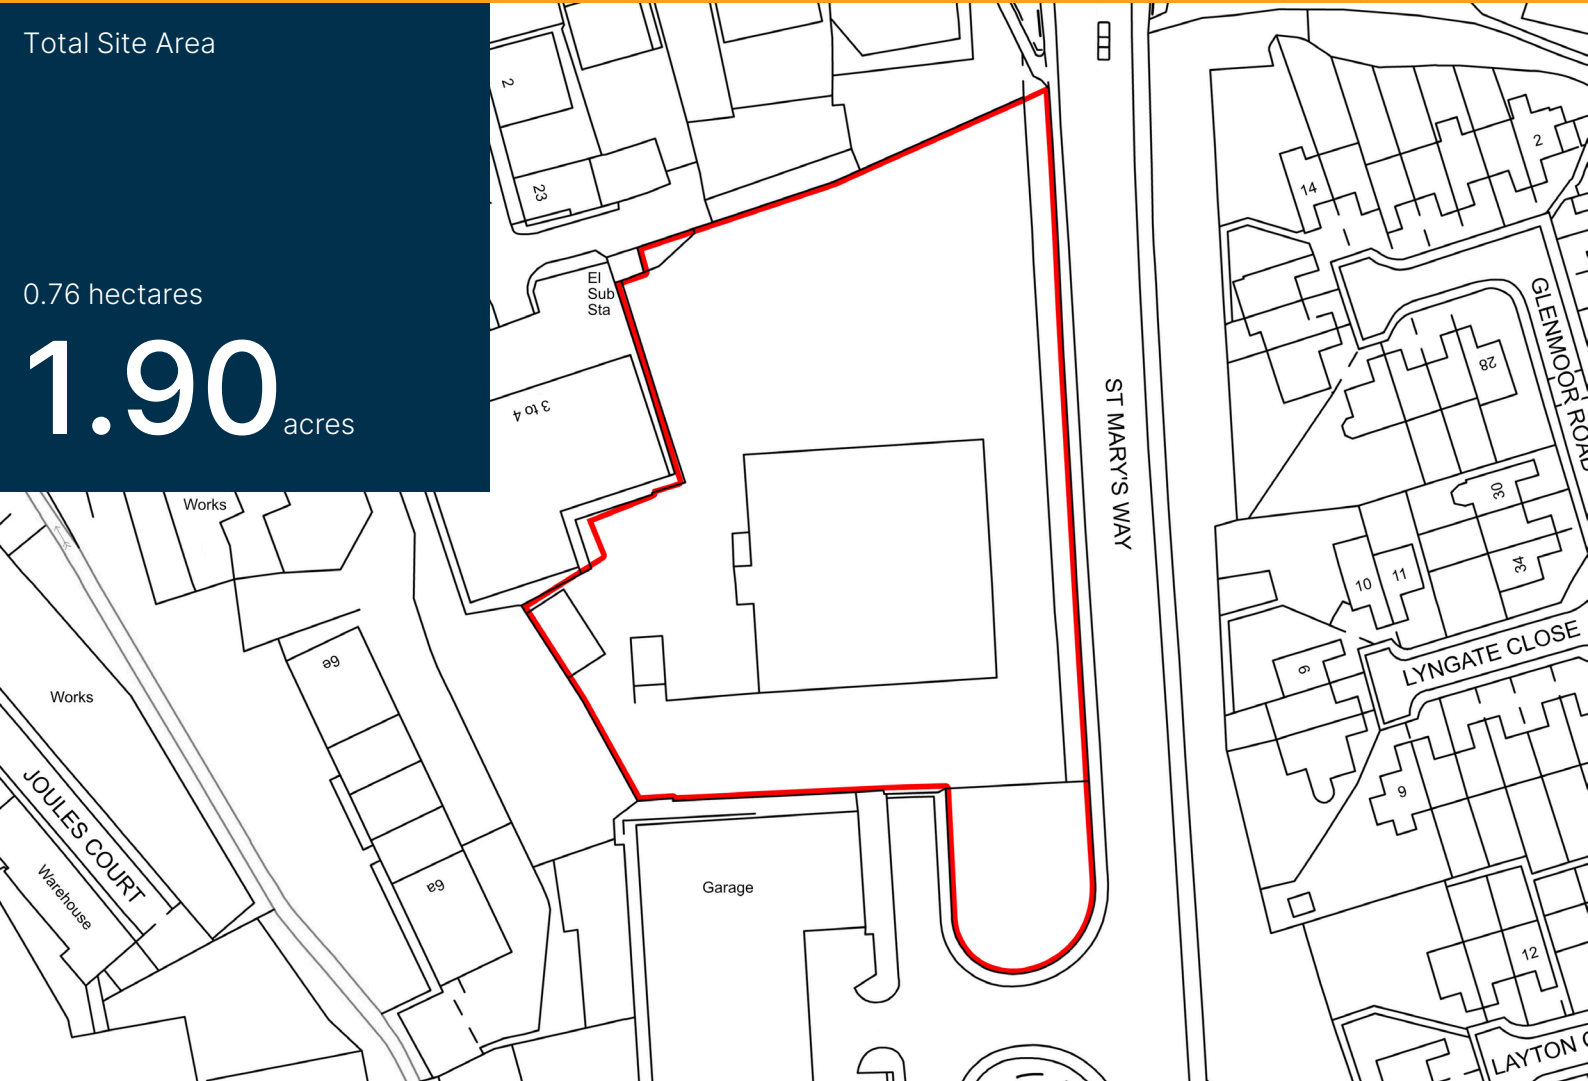 Total Site Area
0.76 hectares
1.90 acres
2
23
El
Sub
Sta
3 to 4
Works
Works
6e
6a
JOULES COURT
Warehouse
Garage
ST MARY'S WAY
14
2
28
GLENMOOR ROAD
30
34
10
11
LYNGATE CLOSE
9
9
12
LAYTON C